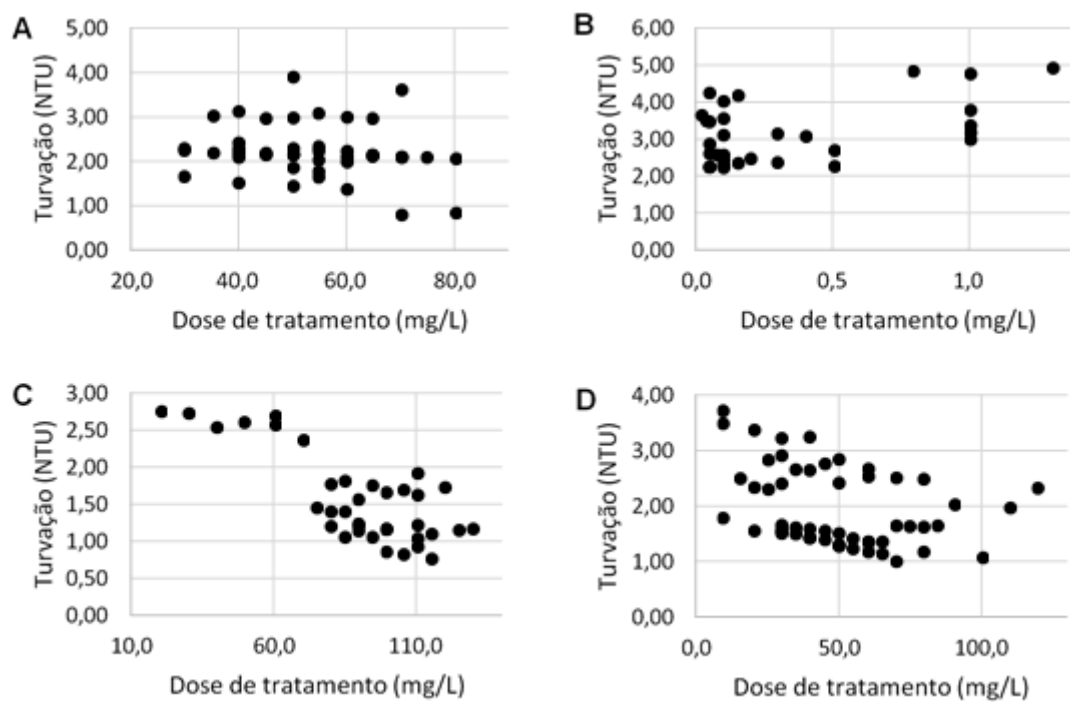 A
Turvação (NTU)
5,00
4,00
3,00
2,00
1,00
0,00
20,0 40,0 60,0 80,0
Dose de tratamento (mg/L)
B
Turvação (NTU)
6,00
5,00
4,00
3,00
2,00
1,00
0,00
0,0 0,5 1,0
Dose de tratamento (mg/L)
C
Turvação (NTU)
3,00
2,50
2,00
1,50
1,00
0,50
0,00
10,0 60,0 110,0
Dose de tratamento (mg/L)
D
Turvação (NTU)
4,00
3,00
2,00
1,00
0,00
0,0 50,0 100,0
Dose de tratamento (mg/L)